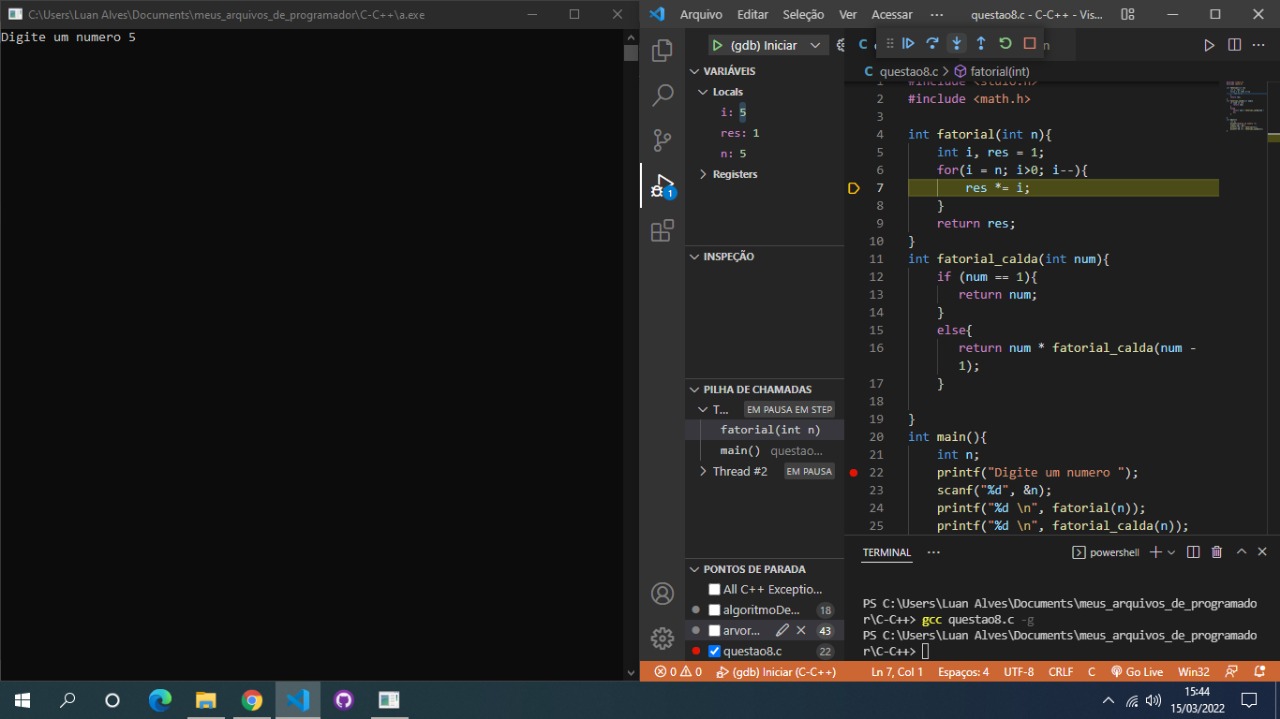 C:\Users\Luan Alves\Documents\meus_arquivos_de_programador\C-C++\a.exe
Digite um numero 5
Arquivo Editar Seleção Ver Acessar ··· questao8.c - C-C++ - Vis...
(gdb) Iniciar
VARIÁVEIS
Locals
i: 5
res: 1
n: 5
Registers
INSPEÇÃO
PILHA DE CHAMADAS
T... EM PAUSA EM STEP
fatorial(int n)
main() questao...
Thread #2 EM PAUSA
PONTOS DE PARADA
All C++ Exceptio...
algoritmoDe... 18
arvor... 43
questao8.c 22
C questao8.c > fatorial(int)
1 #include <stdio.h>
2 #include <math.h>
3
4 int fatorial(int n){
5 int i, res = 1;
6 for(i = n; i>0; i--){
7 res *= i;
8 }
9 return res;
10 }
11 int fatorial_calda(int num){
12 if (num == 1){
13 return num;
14 }
15 else{
16 return num * fatorial_calda(num -
1);
17 }
18
19 }
20 int main(){
21 int n;
22 printf("Digite um numero ");
23 scanf("%d", &n);
24 printf("%d \n", fatorial(n));
25 printf("%d \n", fatorial_calda(n));
TERMINAL ··· powershell
PS C:\Users\Luan Alves\Documents\meus_arquivos_de_programado
r\C-C++> gcc questao8.c -g
PS C:\Users\Luan Alves\Documents\meus_arquivos_de_programado
r\C-C++>
0 0 (gdb) Iniciar (C-C++) Ln 7, Col 1 Espaços: 4 UTF-8 CRLF C Go Live Win32
15:44
15/03/2022